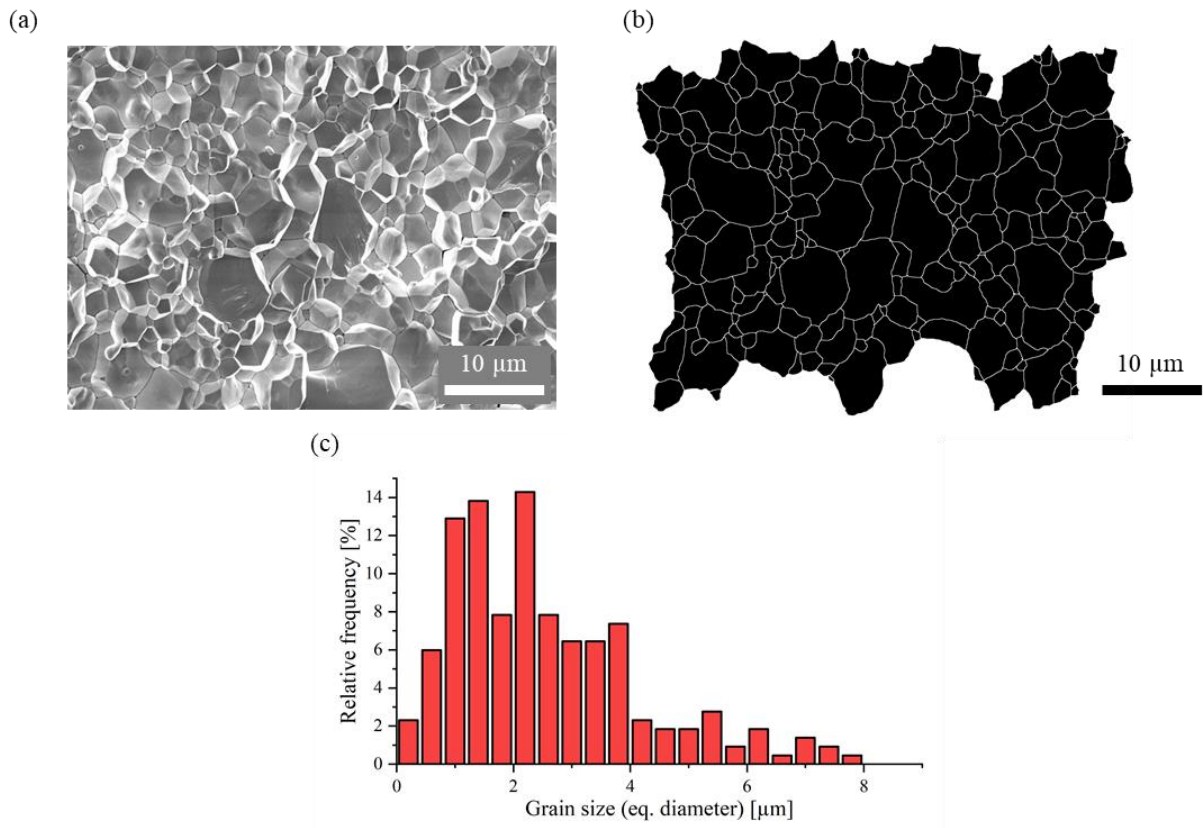 (a)
(b)
10 µm
10 µm
(c)
Relative frequency [%]
14
12
10
8
6
4
2
0
0 2 4 6 8
Grain size (eq. diameter) [µm]